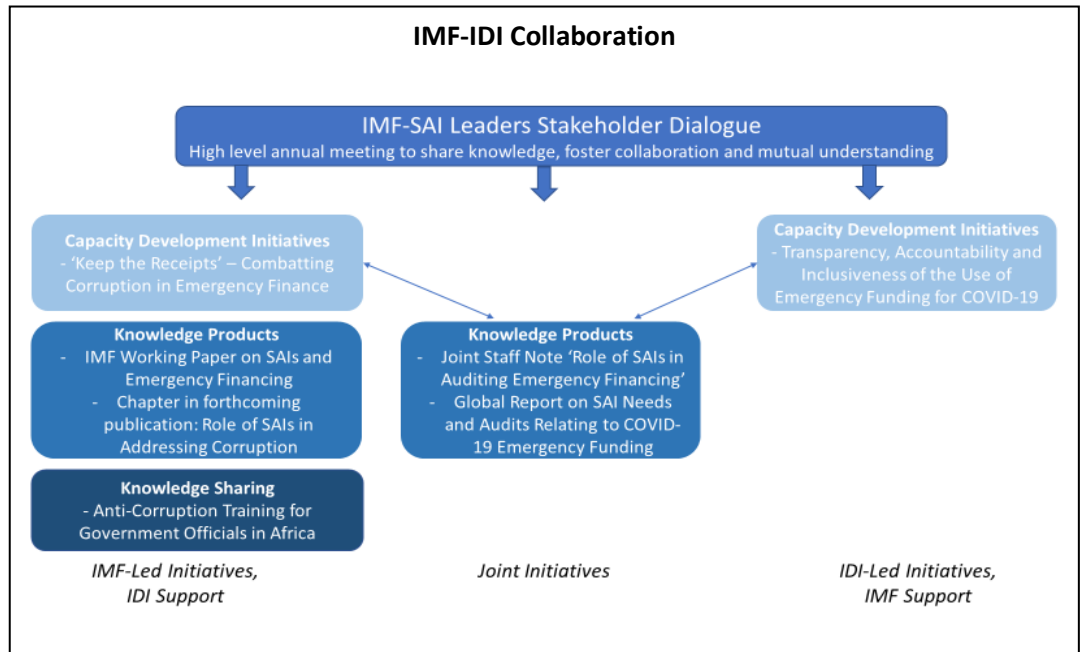 IMF-IDI Collaboration
IMF-SAI Leaders Stakeholder Dialogue
High level annual meeting to share knowledge, foster collaboration and mutual understanding
Capacity Development Initiatives
- ‘Keep the Receipts’ – Combatting
Corruption in Emergency Finance
Capacity Development Initiatives
- Transparency, Accountability and
Inclusiveness of the Use of
Emergency Funding for COVID-19
Knowledge Products
- IMF Working Paper on SAIs and
Emergency Financing
- Chapter in forthcoming
publication: Role of SAIs in
Addressing Corruption
Knowledge Products
- Joint Staff Note ‘Role of SAIs in
Auditing Emergency Financing’
- Global Report on SAI Needs
and Audits Relating to COVID-
19 Emergency Funding
Knowledge Sharing
- Anti-Corruption Training for
Government Officials in Africa
IMF-Led Initiatives,
IDI Support
Joint Initiatives
IDI-Led Initiatives,
IMF Support